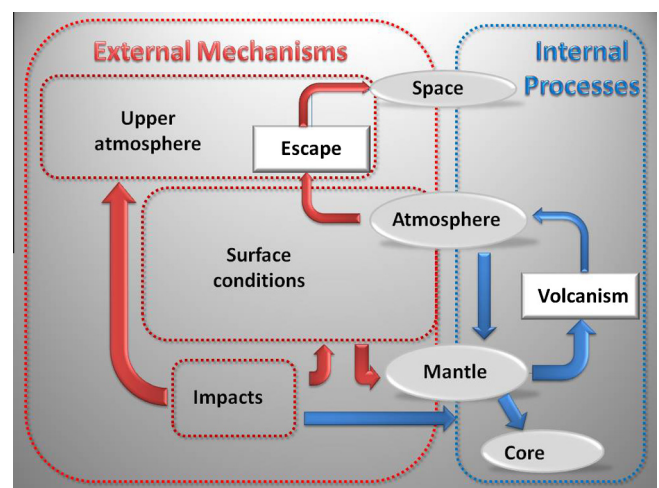 External Mechanisms
Internal
Processes
Space
Upper
atmosphere
Escape
Atmosphere
Surface
conditions
Volcanism
Mantle
Impacts
Core